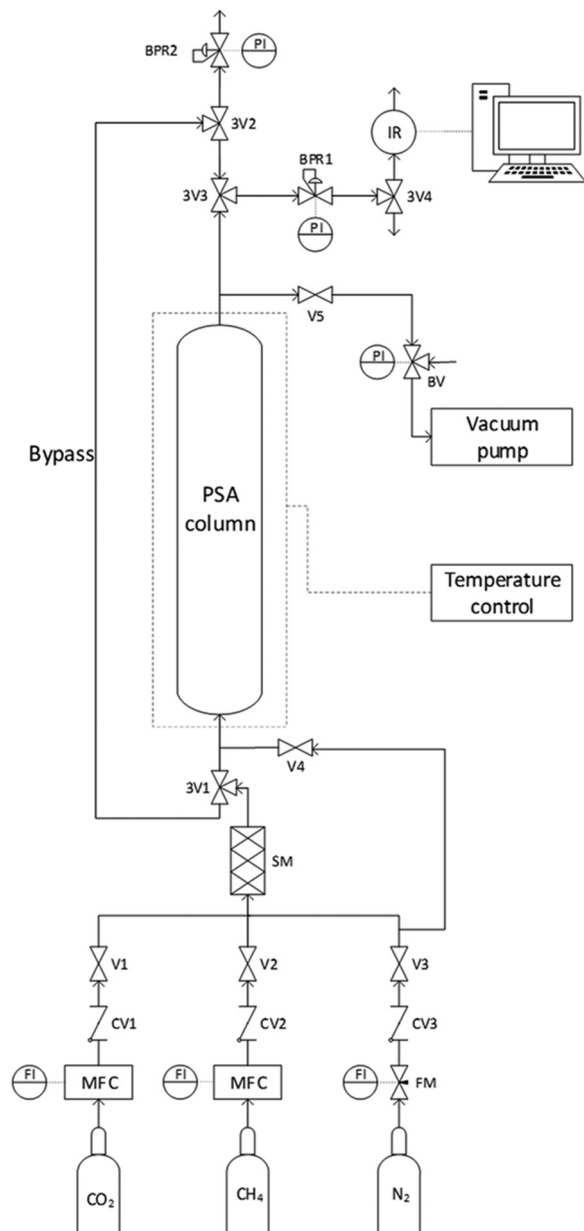 BPR2
PI
3V2
IR
BPR1
3V3
3V4
PI
V5
PI
BV
Vacuum
pump
Bypass
PSA
column
Temperature
control
V4
3V1
SM
V1
V2
V3
CV1
CV2
CV3
FI
MFC
FI
MFC
FI
FM
CO₂
CH₄
N₂